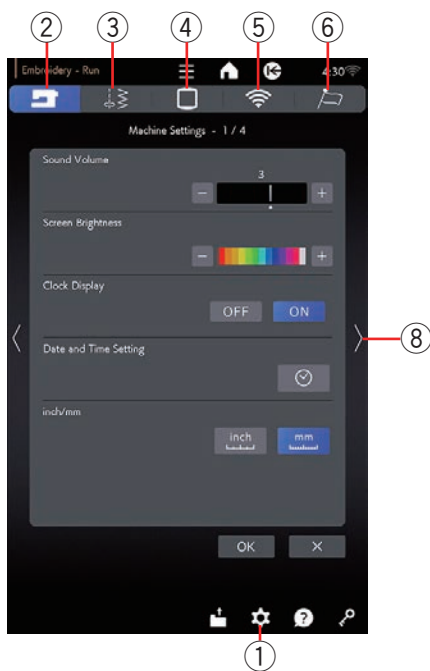 ② ③ ④ ⑤ ⑥
Embroidery - Run 4:30
Machine Settings - 1 / 4
Sound Volume
3
- +
Screen Brightness
- +
Clock Display
OFF ON
⑧
Date and Time Setting
inch/mm
inch mm
OK ×
?
①